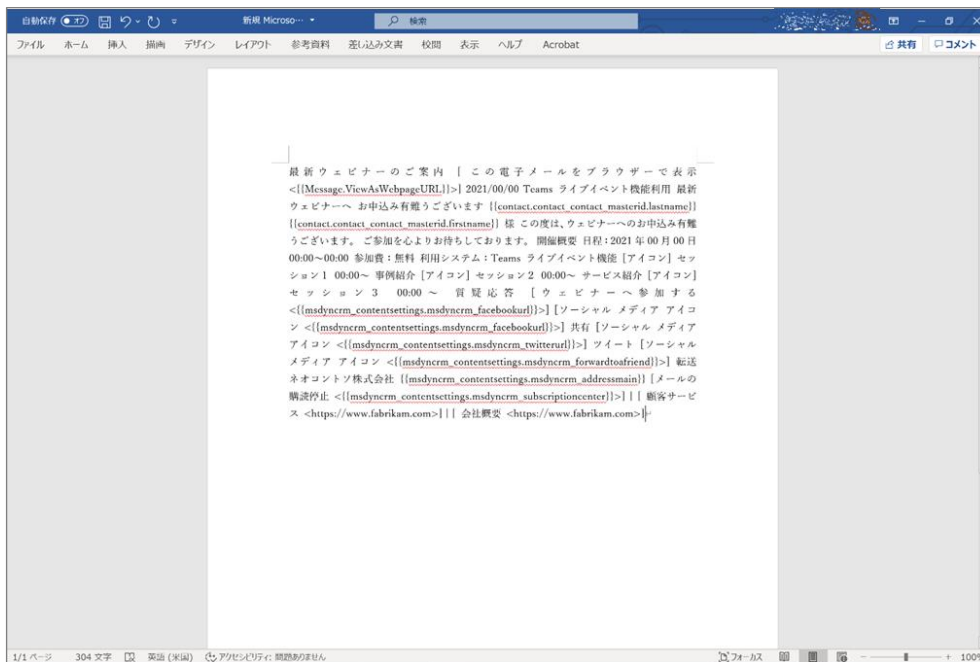 自動保存 オフ 新規 Microso… 検索
ファイル ホーム 挿入 描画 デザイン レイアウト 参考資料 差し込み文書 校閲 表示 ヘルプ Acrobat 共有 コメント
最新ウェビナーのご案内 [ この電子メールをブラウザーで表示
<{{Message.ViewAsWebpageURL}}>] 2021/00/00 Teams ライブイベント機能利用 最新
ウェビナーへ お申込み有難うございます {{contact.contact_contact_masterid.lastname}}
{{contact.contact_contact_masterid.firstname}} 様 この度は、ウェビナーへのお申込み有難
うございます。 ご参加を心よりお待ちしております。 開催概要 日程：2021 年 00 月 00 日
00:00～00:00 参加費：無料 利用システム：Teams ライブイベント機能 [アイコン] セッ
ション 1 00:00～ 事例紹介 [アイコン] セッション 2 00:00～ サービス紹介 [アイコン]
セッション 3 00:00～ 質疑応答 [ウェビナーへ参加する
<{{msdyncrm_contentsettings.msdyncrm_facebookurl}}>] [ソーシャル メディア アイコ
ン <{{msdyncrm_contentsettings.msdyncrm_facebookurl}}>] 共有 [ソーシャル メディア
アイコン <{{msdyncrm_contentsettings.msdyncrm_twitterurl}}>] ツイート [ソーシャル
メディア アイコン <{{msdyncrm_contentsettings.msdyncrm_forwardtoafriend}}>] 転送
ネオコントソ株式会社 {{msdyncrm_contentsettings.msdyncrm_addressmain}} [メールの
購読停止 <{{msdyncrm_contentsettings.msdyncrm_subscriptioncenter}}>] | [ 顧客サービ
ス <https://www.fabrikam.com>] | [ 会社概要 <https://www.fabrikam.com>]
1/1 ページ 304 文字 英語 (米国) アクセシビリティ: 問題ありません フォーカス 100%